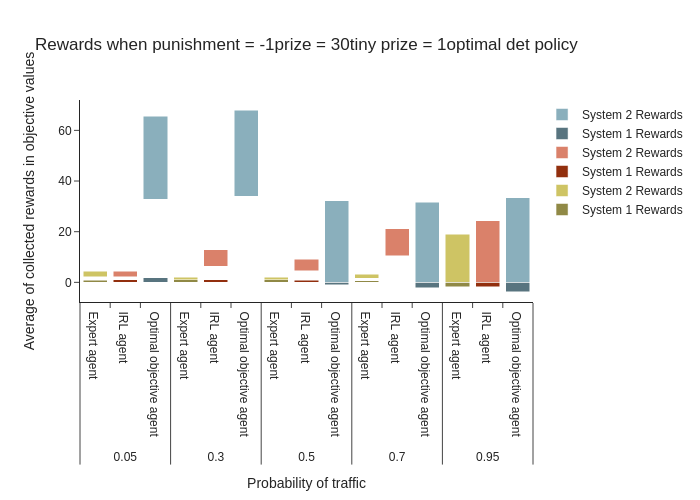 Rewards when punishment = -1prize = 30tiny prize = 1optimal det policy
Average of collected rewards in objective values
60
40
20
0
System 2 Rewards
System 1 Rewards
System 2 Rewards
System 1 Rewards
System 2 Rewards
System 1 Rewards
Expert agent
IRL agent
Optimal objective agent
Expert agent
IRL agent
Optimal objective agent
Expert agent
IRL agent
Optimal objective agent
Expert agent
IRL agent
Optimal objective agent
Expert agent
IRL agent
Optimal objective agent
0.05
0.3
0.5
0.7
0.95
Probability of traffic